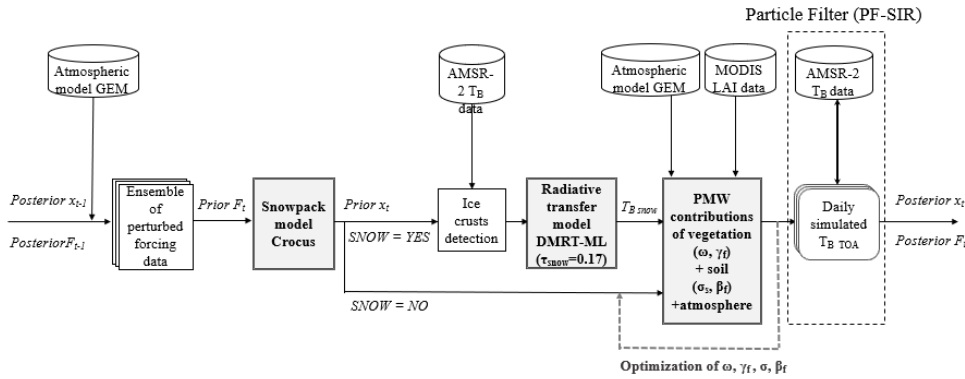 Particle Filter (PF-SIR)
Atmospheric
model GEM
AMSR-
2 TB
data
Atmospheric
model GEM
MODIS
LAI data
AMSR-2
TB data
Posterior xt-1
PosteriorFt-1
Ensemble
of
perturbed
forcing
data
Prior Ft
Snowpack
model
Crocus
Prior xt
SNOW = YES
SNOW = NO
Ice
crusts
detection
Radiative
transfer
model
DMRT-ML
(τsnow=0.17)
TB snow
PMW
contributions
of vegetation
(ω, γf)
+ soil
(σs, βf)
+atmosphere
Daily
simulated
TB TOA
Posterior xt
Posterior Ft
Optimization of ω, γf, σ, βf